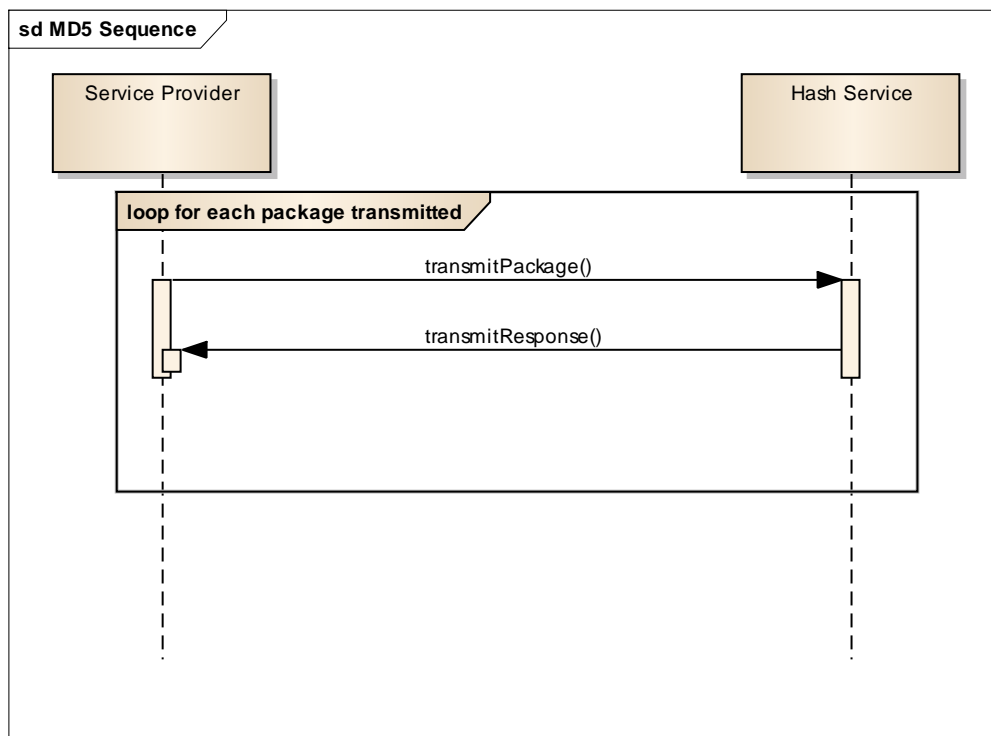 sd MD5 Sequence
Service Provider
Hash Service
loop for each package transmitted
transmitPackage()
transmitResponse()